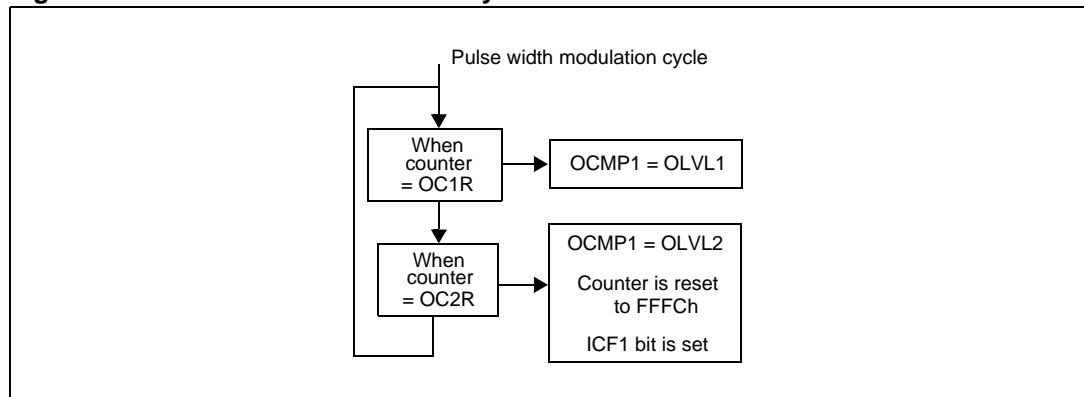 Pulse width modulation cycle
When
counter
= OC1R
OCMP1 = OLVL1
When
counter
= OC2R
OCMP1 = OLVL2
Counter is reset
to FFFCh
ICF1 bit is set